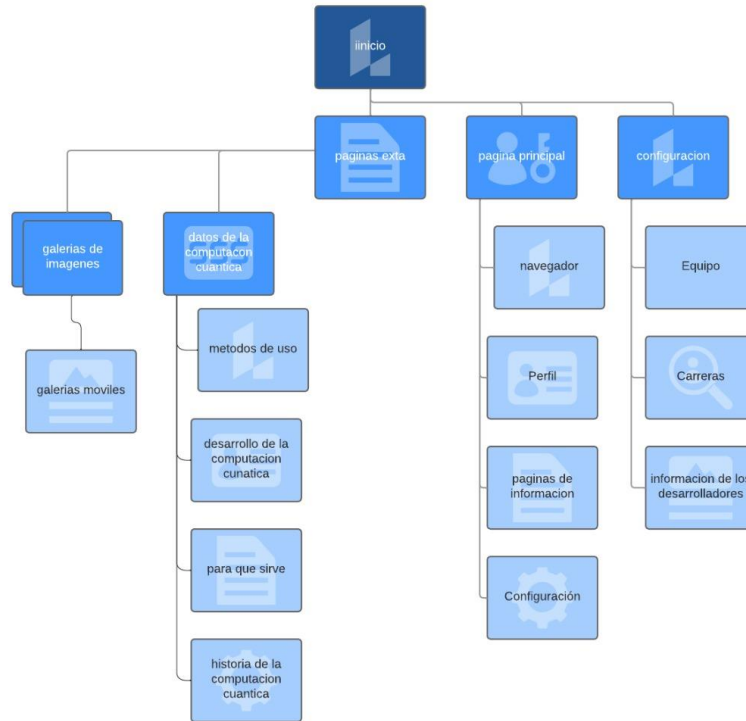 iinicio
paginas exta
pagina principal
configuracion
galerias de
imagenes
datos de la
computacon
cuantica
navegador
Equipo
metodos de uso
Perfil
Carreras
galerias moviles
desarrollo de la
computacion
cunatica
paginas de
informacion
informacion de los
desarrolladores
para que sirve
Configuración
historia de la
computacion
cuantica